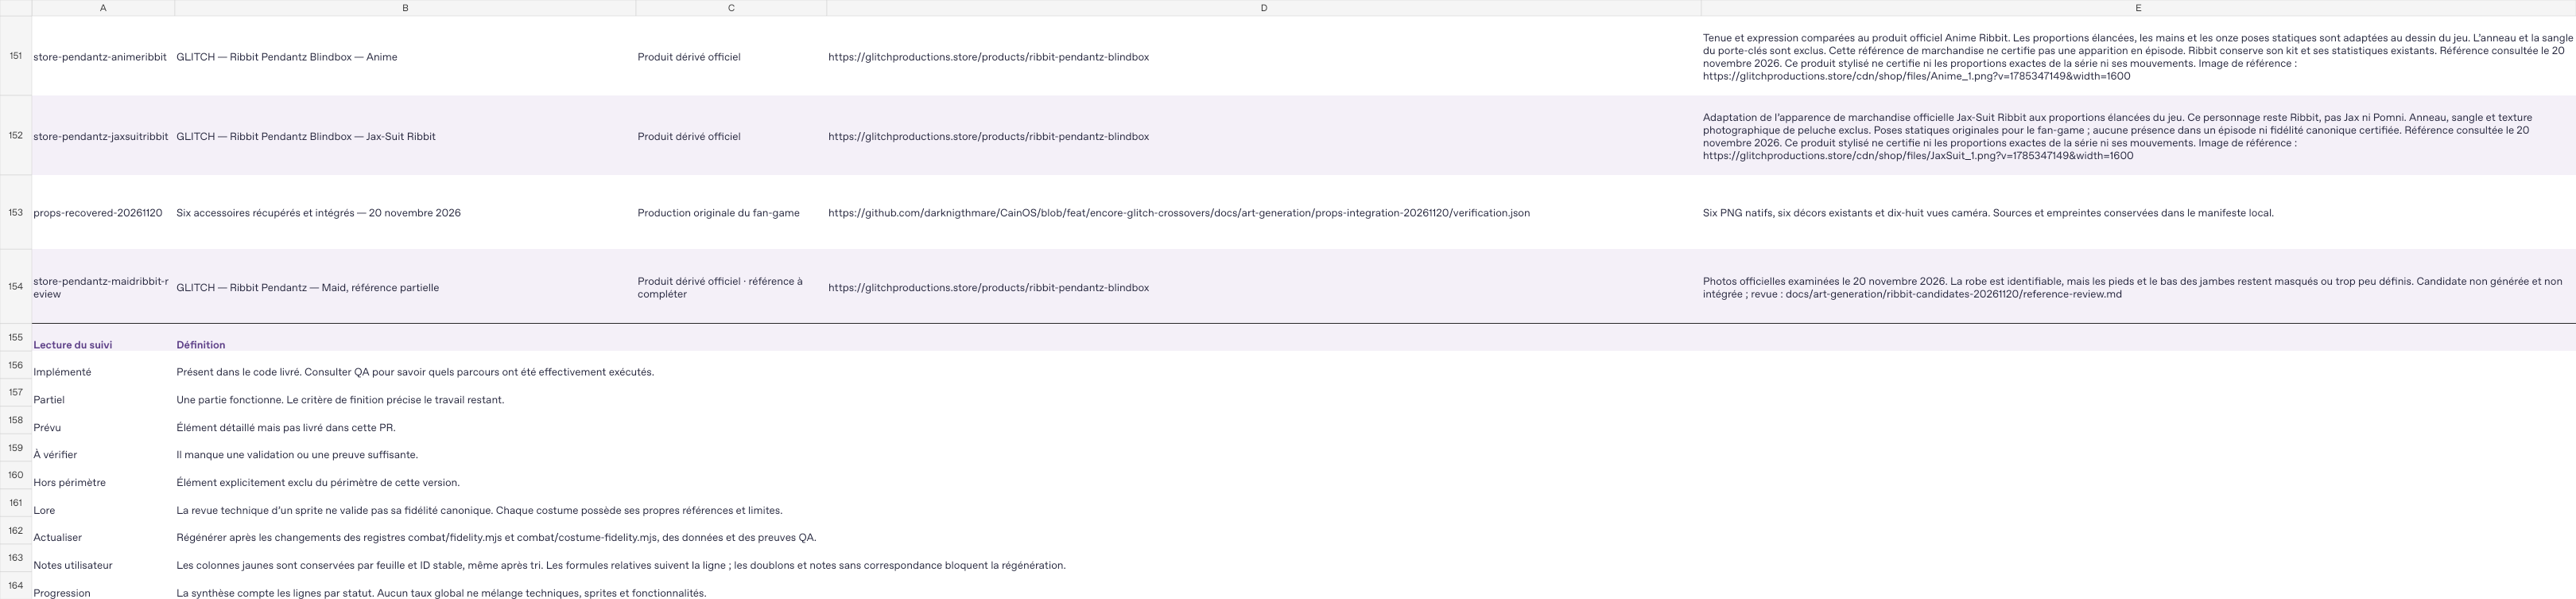 A B C D E
151 store-pendantz-animeribbit GLITCH — Ribbit Pendantz Blindbox — Anime Produit dérivé officiel https://glitchproductions.store/products/ribbit-pendantz-blindbox
Tenue et expression comparées au produit officiel Anime Ribbit. Les proportions élancées, les mains et les onze poses statiques sont adaptées au dessin du jeu. L’anneau et la sangle
du porte-clés sont exclus. Cette référence de marchandise ne certifie pas une apparition en épisode. Ribbit conserve son kit et ses statistiques existants. Référence consultée le 20
novembre 2026. Ce produit stylisé ne certifie ni les proportions exactes de la série ni ses mouvements. Image de référence :
https://glitchproductions.store/cdn/shop/files/Anime_1.png?v=1785347149&width=1600
152 store-pendantz-jaxsuitribbit GLITCH — Ribbit Pendantz Blindbox — Jax-Suit Ribbit Produit dérivé officiel https://glitchproductions.store/products/ribbit-pendantz-blindbox
Adaptation de l’apparence de marchandise officielle Jax-Suit Ribbit aux proportions élancées du jeu. Ce personnage reste Ribbit, pas Jax ni Pomni. Anneau, sangle et texture
photographique de peluche exclus. Poses statiques originales pour le fan-game ; aucune présence dans un épisode ni fidélité canonique certifiée. Référence consultée le 20
novembre 2026. Ce produit stylisé ne certifie ni les proportions exactes de la série ni ses mouvements. Image de référence :
https://glitchproductions.store/cdn/shop/files/JaxSuit_1.png?v=1785347149&width=1600
153 props-recovered-20261120 Six accessoires récupérés et intégrés — 20 novembre 2026 Production originale du fan-game https://github.com/darknigthmare/CainOS/blob/feat/encore-glitch-crossovers/docs/art-generation/props-integration-20261120/verification.json Six PNG natifs, six décors existants et dix-huit vues caméra. Sources et empreintes conservées dans le manifeste local.
154 store-pendantz-maidribbit-r
eview
GLITCH — Ribbit Pendantz — Maid, référence partielle
Produit dérivé officiel · référence à
compléter
https://glitchproductions.store/products/ribbit-pendantz-blindbox
Photos officielles examinées le 20 novembre 2026. La robe est identifiable, mais les pieds et le bas des jambes restent masqués ou trop peu définis. Candidate non générée et non
intégrée ; revue : docs/art-generation/ribbit-candidates-20261120/reference-review.md
155 Lecture du suivi Définition
156 Implémenté Présent dans le code livré. Consulter QA pour savoir quels parcours ont été effectivement exécutés.
157 Partiel Une partie fonctionne. Le critère de finition précise le travail restant.
158 Prévu Élément détaillé mais pas livré dans cette PR.
159 À vérifier Il manque une validation ou une preuve suffisante.
160 Hors périmètre Élément explicitement exclu du périmètre de cette version.
161 Lore La revue technique d’un sprite ne valide pas sa fidélité canonique. Chaque costume possède ses propres références et limites.
162 Actualiser Régénérer après les changements des registres combat/fidelity.mjs et combat/costume-fidelity.mjs, des données et des preuves QA.
163 Notes utilisateur Les colonnes jaunes sont conservées par feuille et ID stable, même après tri. Les formules relatives suivent la ligne ; les doublons et notes sans correspondance bloquent la régénération.
164 Progression La synthèse compte les lignes par statut. Aucun taux global ne mélange techniques, sprites et fonctionnalités.